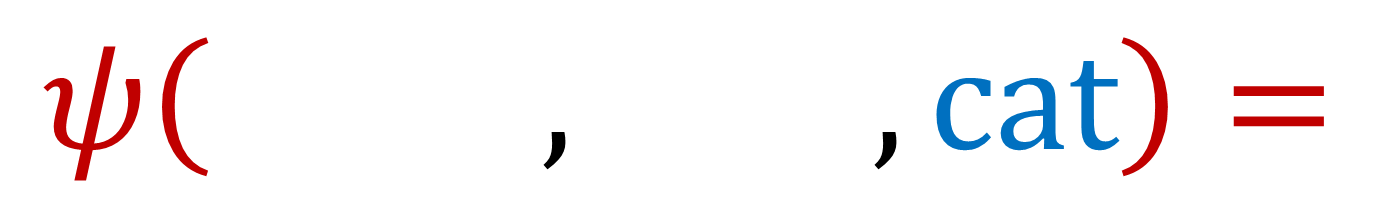 ψ( , , cat) =